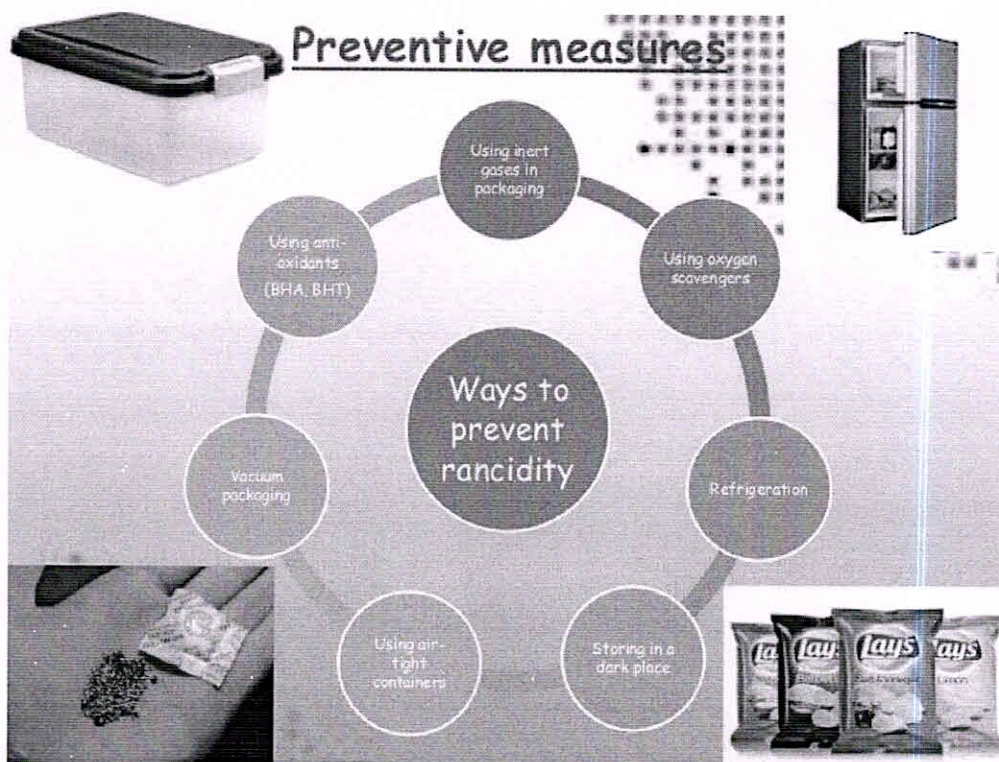 Preventive measures
Using inert
gases in
packaging
Using anti-
oxidants
(BHA, BHT)
Using oxygen
scavengers
Ways to
prevent
rancidity
Vacuum
packaging
Refrigeration
Using air-
tight
containers
Storing in a
dark place
Lay's
Lay's
Lay's